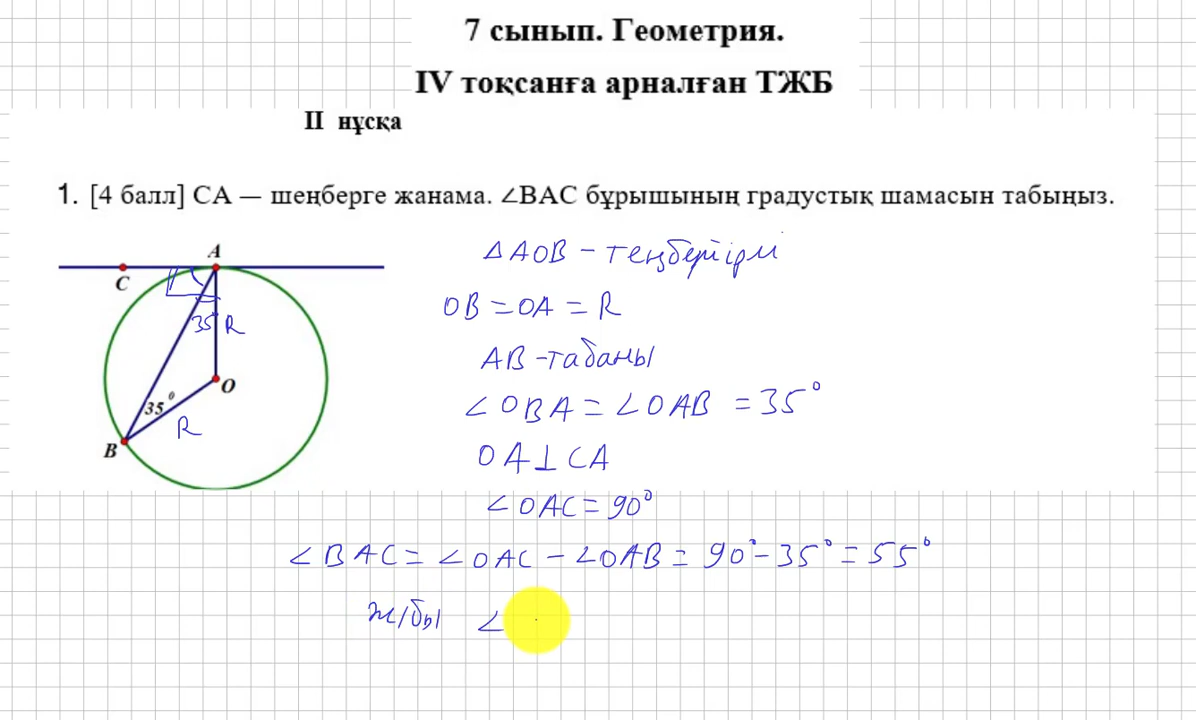 7 сынып. Геометрия.
IV тоқсанға арналған ТЖБ
II нұсқа
1. [4 балл] CA — шеңберге жанама. ∠BAC бұрышының градустық шамасын табыңыз.
A
C
35° R
O
35°
R
B
△AOB - теңбүйірлі
OB = OA = R
AB - табаны
∠OBA = ∠OAB = 35°
OA⊥CA
∠OAC = 90°
∠BAC = ∠OAC - ∠OAB = 90° - 35° = 55°
ж/бы ∠